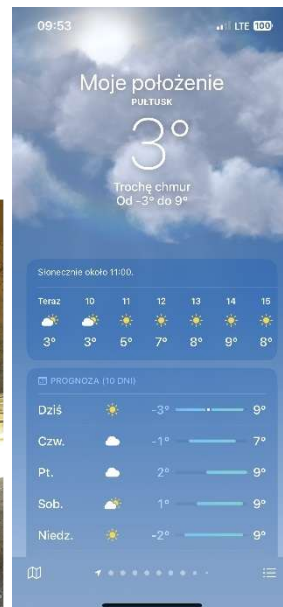 09:53 LTE 100
Moje położenie
PUŁTUSK
3°
Trochę chmur
Od -3° do 9°
Słonecznie około 11:00.
Teraz 10 11 12 13 14 15
3° 3° 5° 7° 8° 9° 8°
PROGNOZA (10 DNI)
Dziś -3° 9°
Czw. -1° 7°
Pt. 2° 9°
Sob. 1° 9°
Niedz. -2° 9°